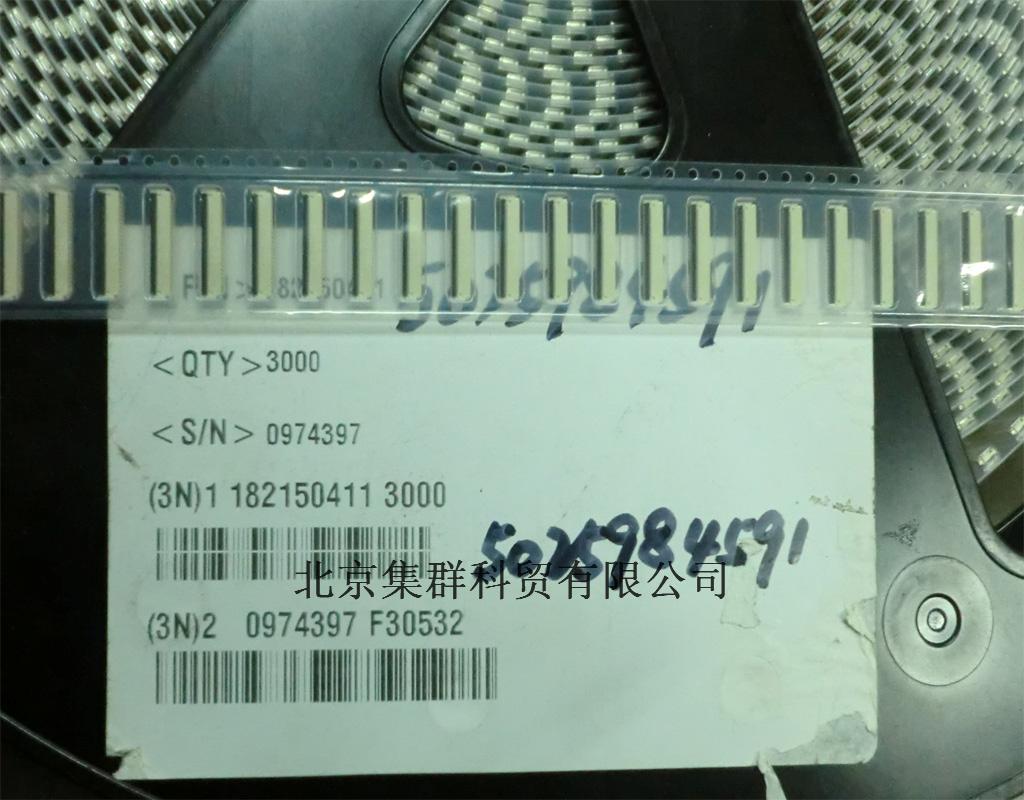 <QTY>3000
<S/N> 0974397
(3N)1 182150411 3000
5025984591
北京集群科贸有限公司
(3N)2 0974397 F30532